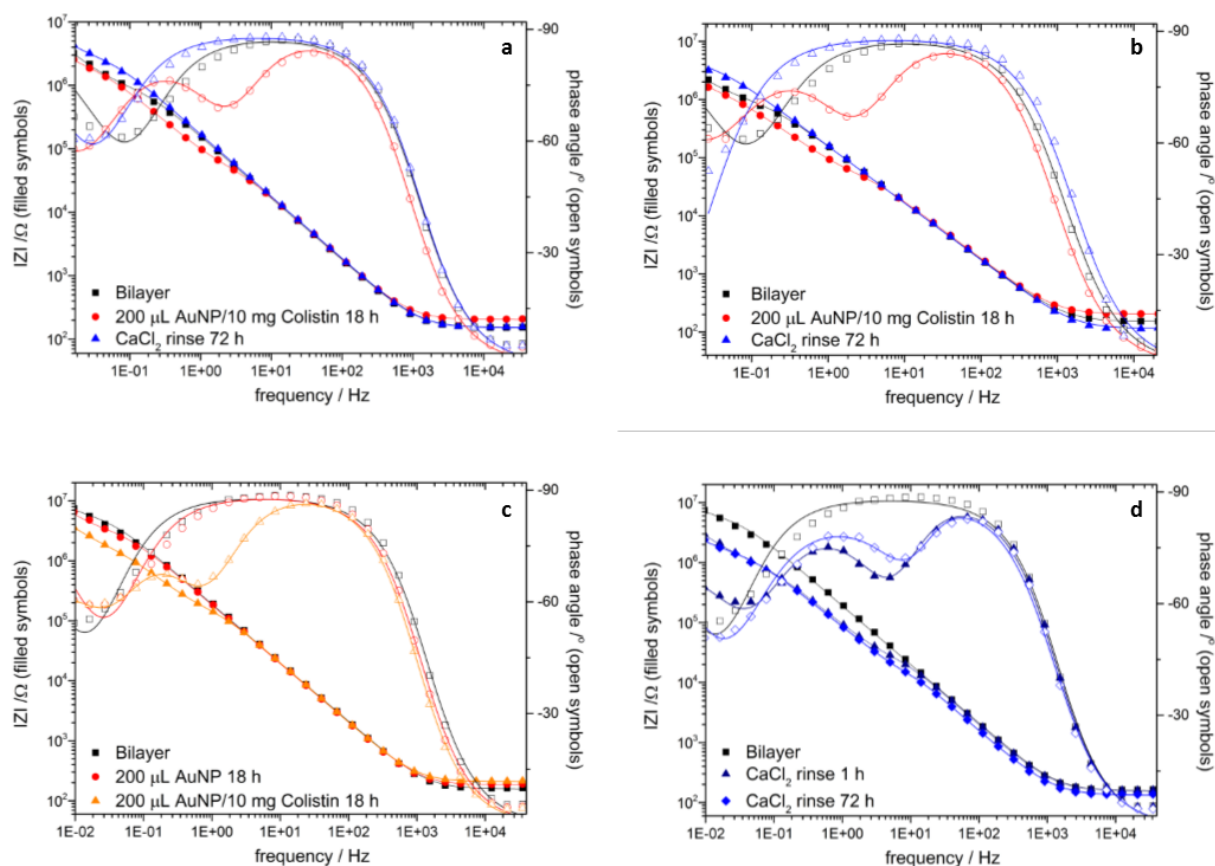 a
10^7
10^6
10^5
10^4
10^3
10^2
-90
-60
-30
IZI /Ω (filled symbols)
phase angle /° (open symbols)
Bilayer
200 µL AuNP/10 mg Colistin 18 h
CaCl₂ rinse 72 h
1E-01 1E+00 1E+01 1E+02 1E+03 1E+04
frequency / Hz
b
10^7
10^6
10^5
10^4
10^3
10^2
-90
-60
-30
IZI /Ω (filled symbols)
phase angle /° (open symbols)
Bilayer
200 µL AuNP/10 mg Colistin 18 h
CaCl₂ rinse 72 h
1E-01 1E+00 1E+01 1E+02 1E+03 1E+04
frequency / Hz
c
10^7
10^6
10^5
10^4
10^3
10^2
-90
-60
-30
IZI /Ω (filled symbols)
phase angle /° (open symbols)
Bilayer
200 µL AuNP 18 h
200 µL AuNP/10 mg Colistin 18 h
1E-02 1E-01 1E+00 1E+01 1E+02 1E+03 1E+04
frequency / Hz
d
10^7
10^6
10^5
10^4
10^3
10^2
-90
-60
-30
IZI /Ω (filled symbols)
phase angle /° (open symbols)
Bilayer
CaCl₂ rinse 1 h
CaCl₂ rinse 72 h
1E-02 1E-01 1E+00 1E+01 1E+02 1E+03 1E+04
frequency / Hz